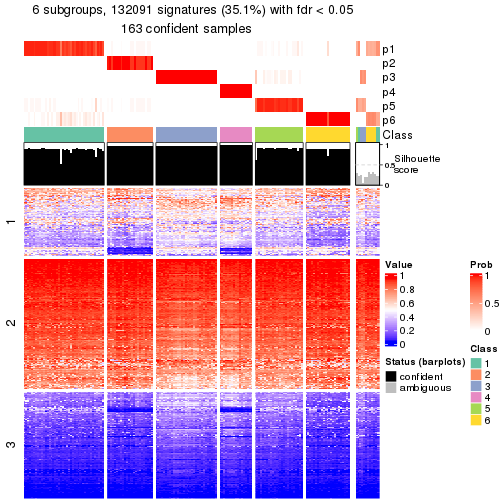 6 subgroups, 132091 signatures (35.1%) with fdr < 0.05
163 confident samples
p1
p2
p3
p4
p5
p6
Class
1
0.5
0
Silhouette
score
1
2
3
Value
1
0.8
0.6
0.4
0.2
0
Prob
1
0.5
0
Status (barplots)
confident
ambiguous
Class
1
2
3
4
5
6